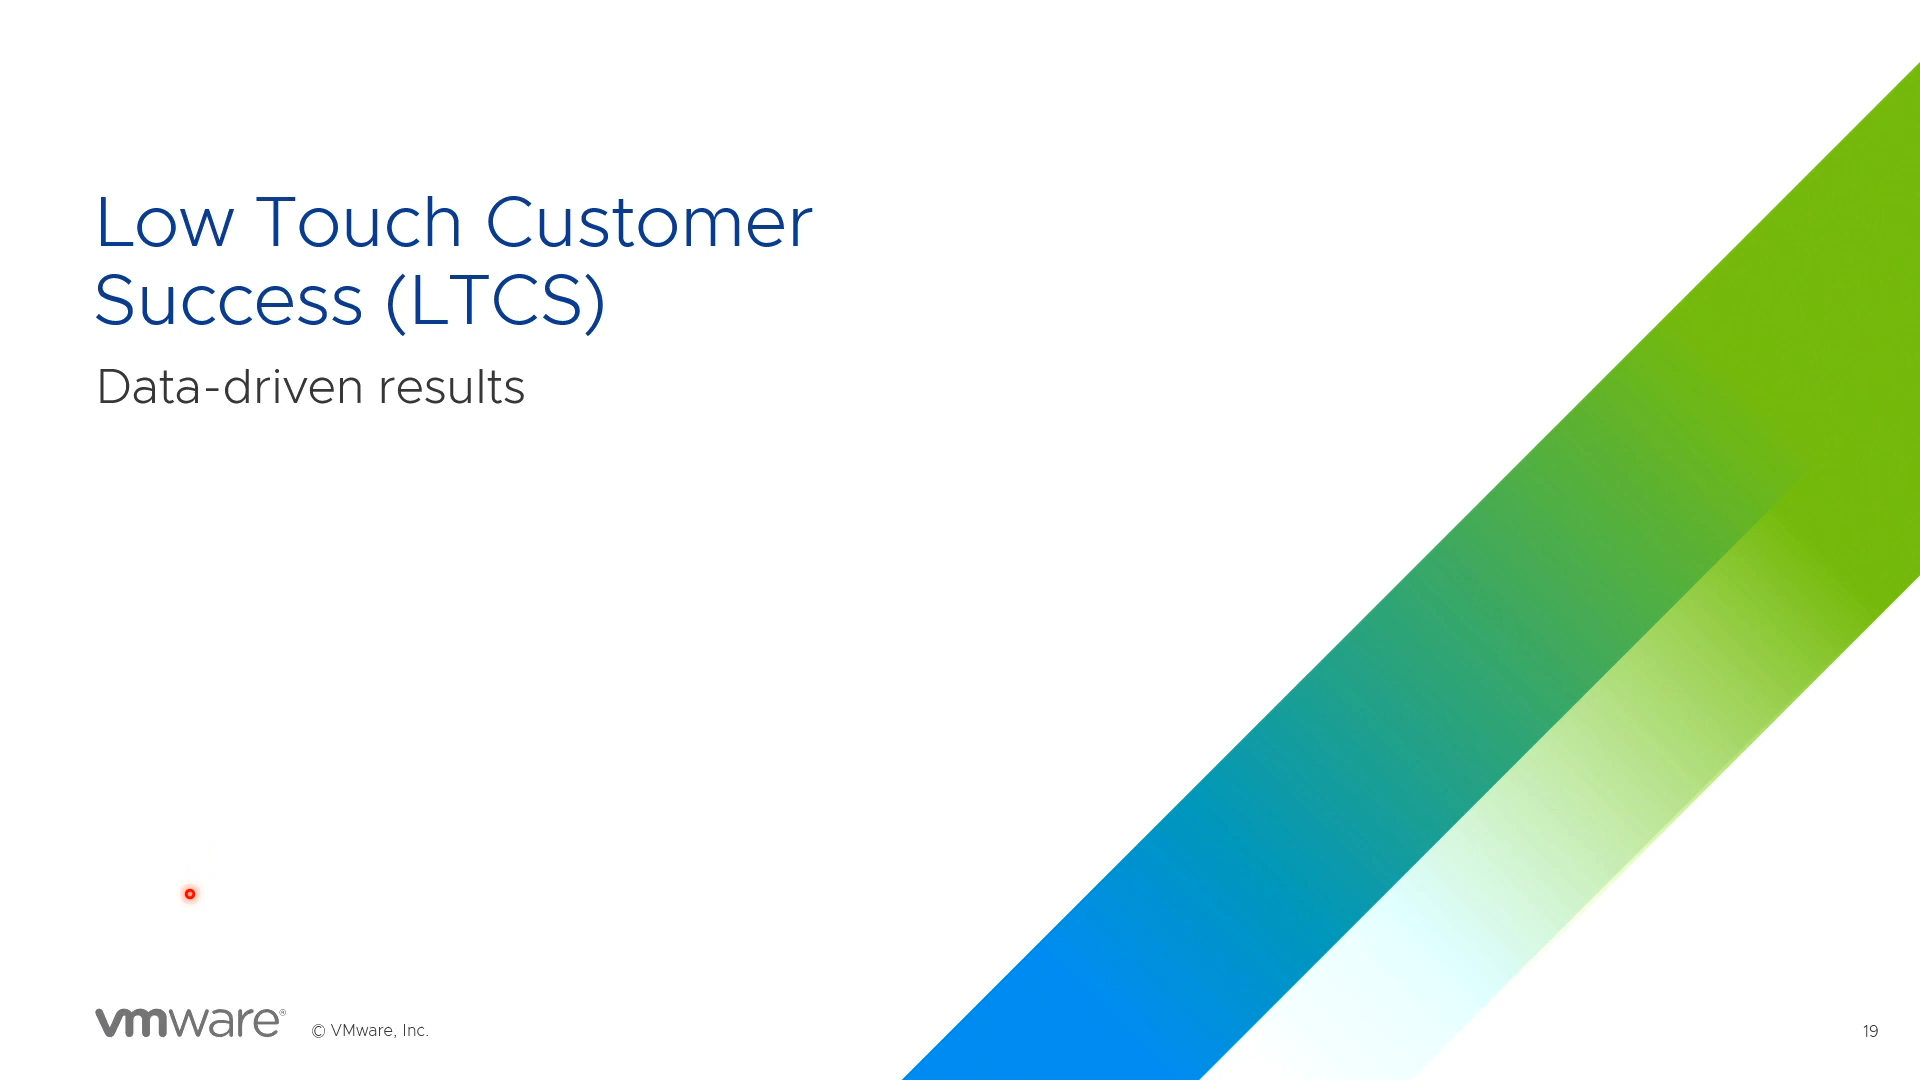 Low Touch Customer
Success (LTCS)
Data-driven results
vmware®
© VMware, Inc.
19